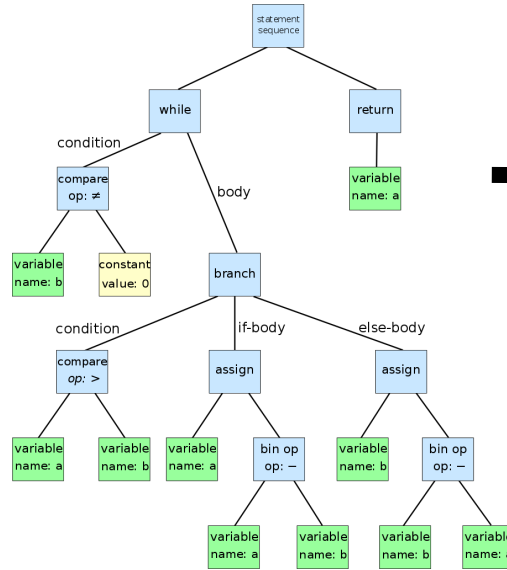 statement
sequence
while
return
condition
compare
op: ≠
body
variable
name: a
variable
name: b
constant
value: 0
branch
condition
if-body
else-body
compare
op: >
assign
assign
variable
name: a
variable
name: b
variable
name: a
bin op
op: −
variable
name: b
bin op
op: −
variable
name: a
variable
name: b
variable
name: b
variable
name: